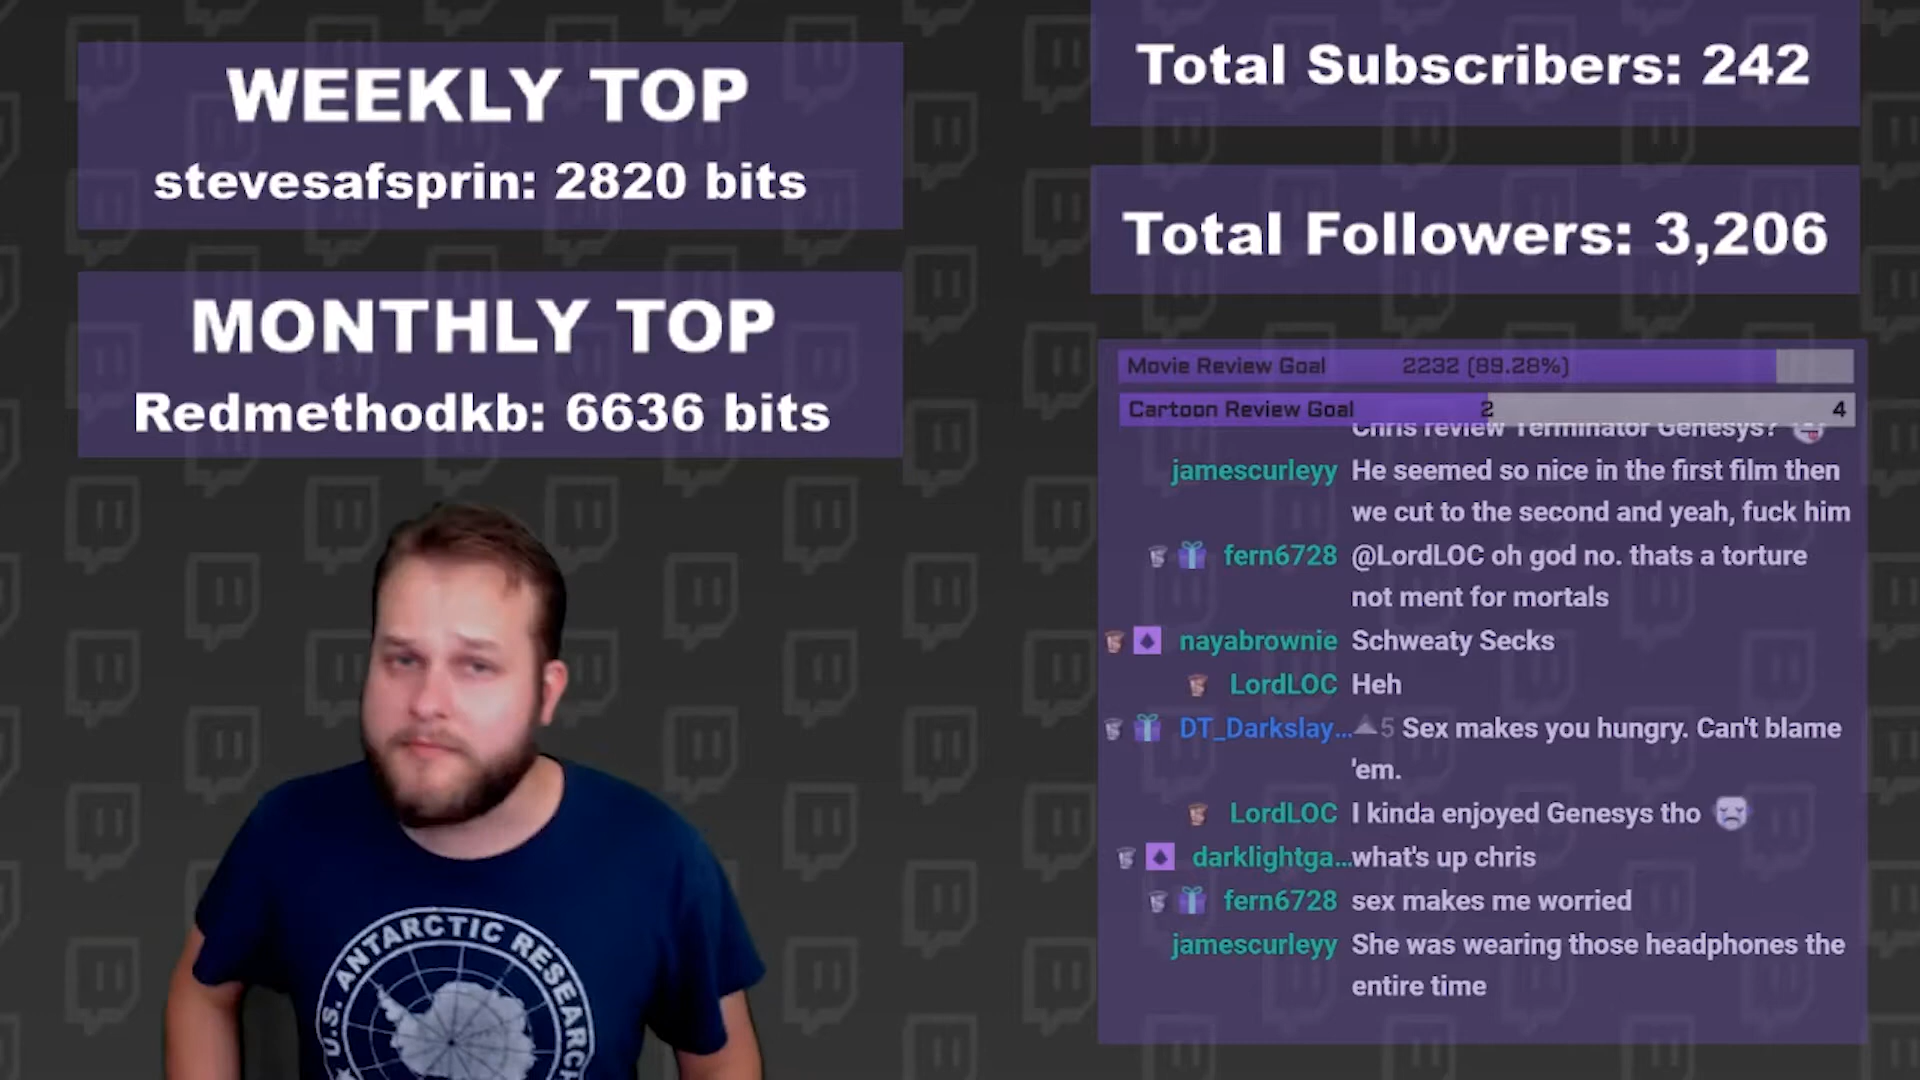 WEEKLY TOP
stevesafsprin: 2820 bits
MONTHLY TOP
Redmethodkb: 6636 bits
Total Subscribers: 242
Total Followers: 3,206
Movie Review Goal 2232 (89.28%)
Cartoon Review Goal 2 4
Chris review Terminator Genesys?
jamescurleyy He seemed so nice in the first film then
we cut to the second and yeah, fuck him
fern6728 @LordLOC oh god no. thats a torture
not ment for mortals
nayabrownie Schweaty Secks
LordLOC Heh
DT_Darkslay... 5 Sex makes you hungry. Can't blame
'em.
LordLOC I kinda enjoyed Genesys tho
darklightga... what's up chris
fern6728 sex makes me worried
jamescurleyy She was wearing those headphones the
entire time
U.S. ANTARCTIC RESEARCH